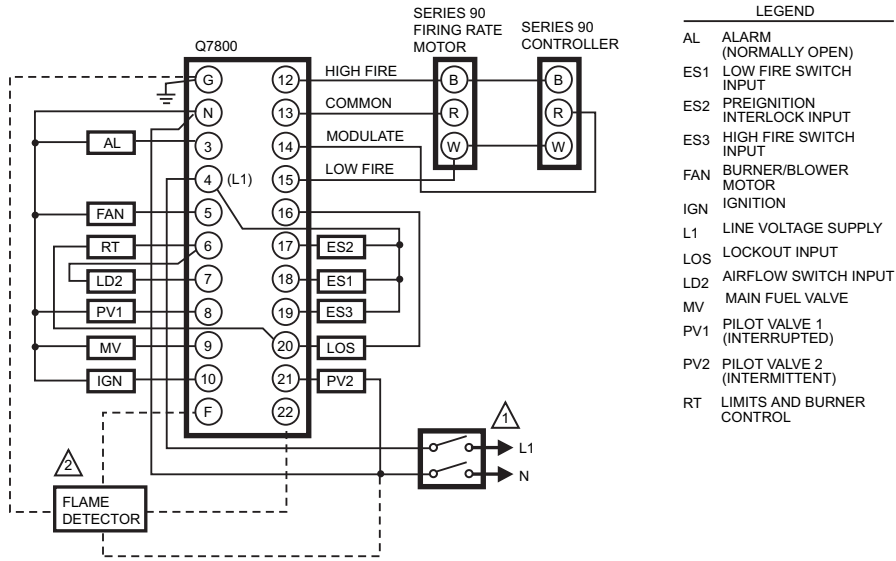 SERIES 90
FIRING RATE
MOTOR
SERIES 90
CONTROLLER
Q7800
G
12
HIGH FIRE
B
B
N
13
COMMON
R
R
AL
3
14
MODULATE
W
W
4
(L1)
15
LOW FIRE
FAN
5
16
RT
6
17
ES2
LD2
7
18
ES1
PV1
8
19
ES3
MV
9
20
LOS
IGN
10
21
PV2
F
22
1
L1
N
2
FLAME
DETECTOR
LEGEND
AL ALARM
(NORMALLY OPEN)
ES1 LOW FIRE SWITCH
INPUT
ES2 PREIGNITION
INTERLOCK INPUT
ES3 HIGH FIRE SWITCH
INPUT
FAN BURNER/BLOWER
MOTOR
IGN IGNITION
L1 LINE VOLTAGE SUPPLY
LOS LOCKOUT INPUT
LD2 AIRFLOW SWITCH INPUT
MV MAIN FUEL VALVE
PV1 PILOT VALVE 1
(INTERRUPTED)
PV2 PILOT VALVE 2
(INTERMITTENT)
RT LIMITS AND BURNER
CONTROL